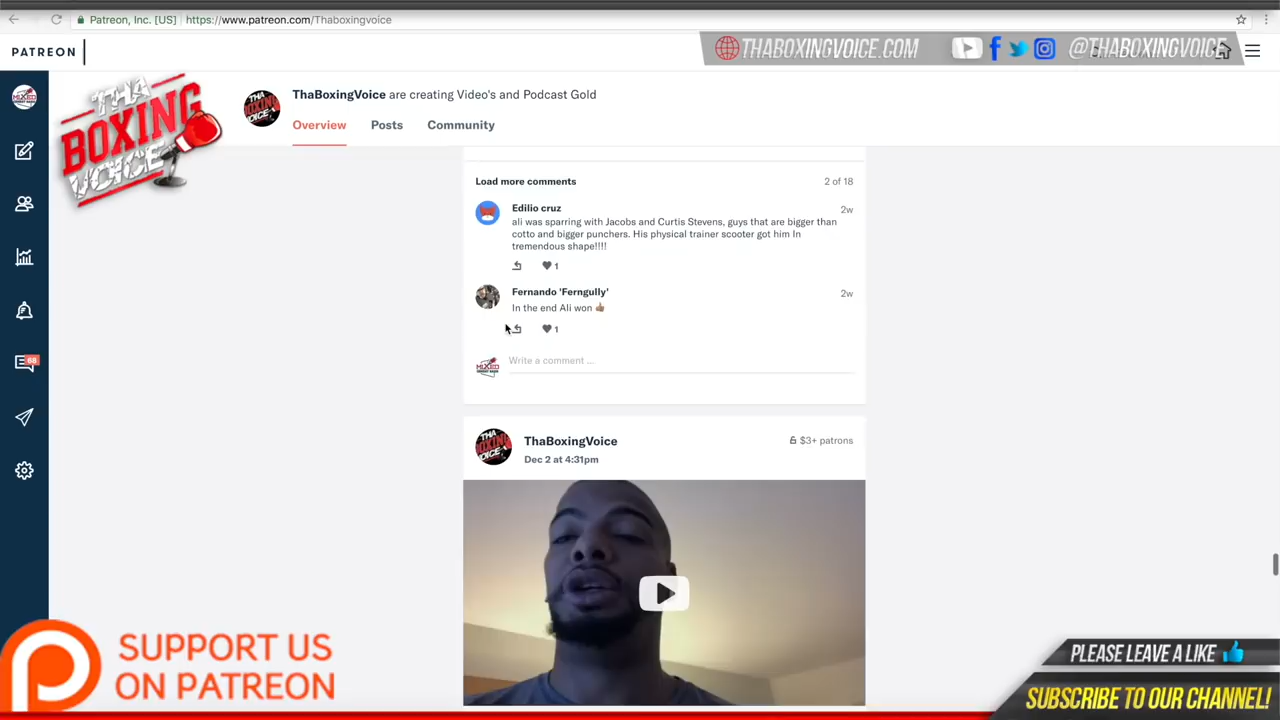 Patreon, Inc. [US] https://www.patreon.com/Thaboxingvoice
PATREON
THABOXINGVOICE.COM @THABOXINGVOICE
THA
BOXING
VOICE
ThaBoxingVoice are creating Video's and Podcast Gold
Overview Posts Community
Load more comments 2 of 18
Edilio cruz 2w
ali was sparring with Jacobs and Curtis Stevens, guys that are bigger than
cotto and bigger punchers. His physical trainer scooter got him In
tremendous shape!!!!
1
Fernando 'Ferngully' 2w
In the end Ali won 👍🏽
1
Write a comment ...
68
ThaBoxingVoice $3+ patrons
Dec 2 at 4:31pm
SUPPORT US
ON PATREON
PLEASE LEAVE A LIKE
SUBSCRIBE TO OUR CHANNEL!